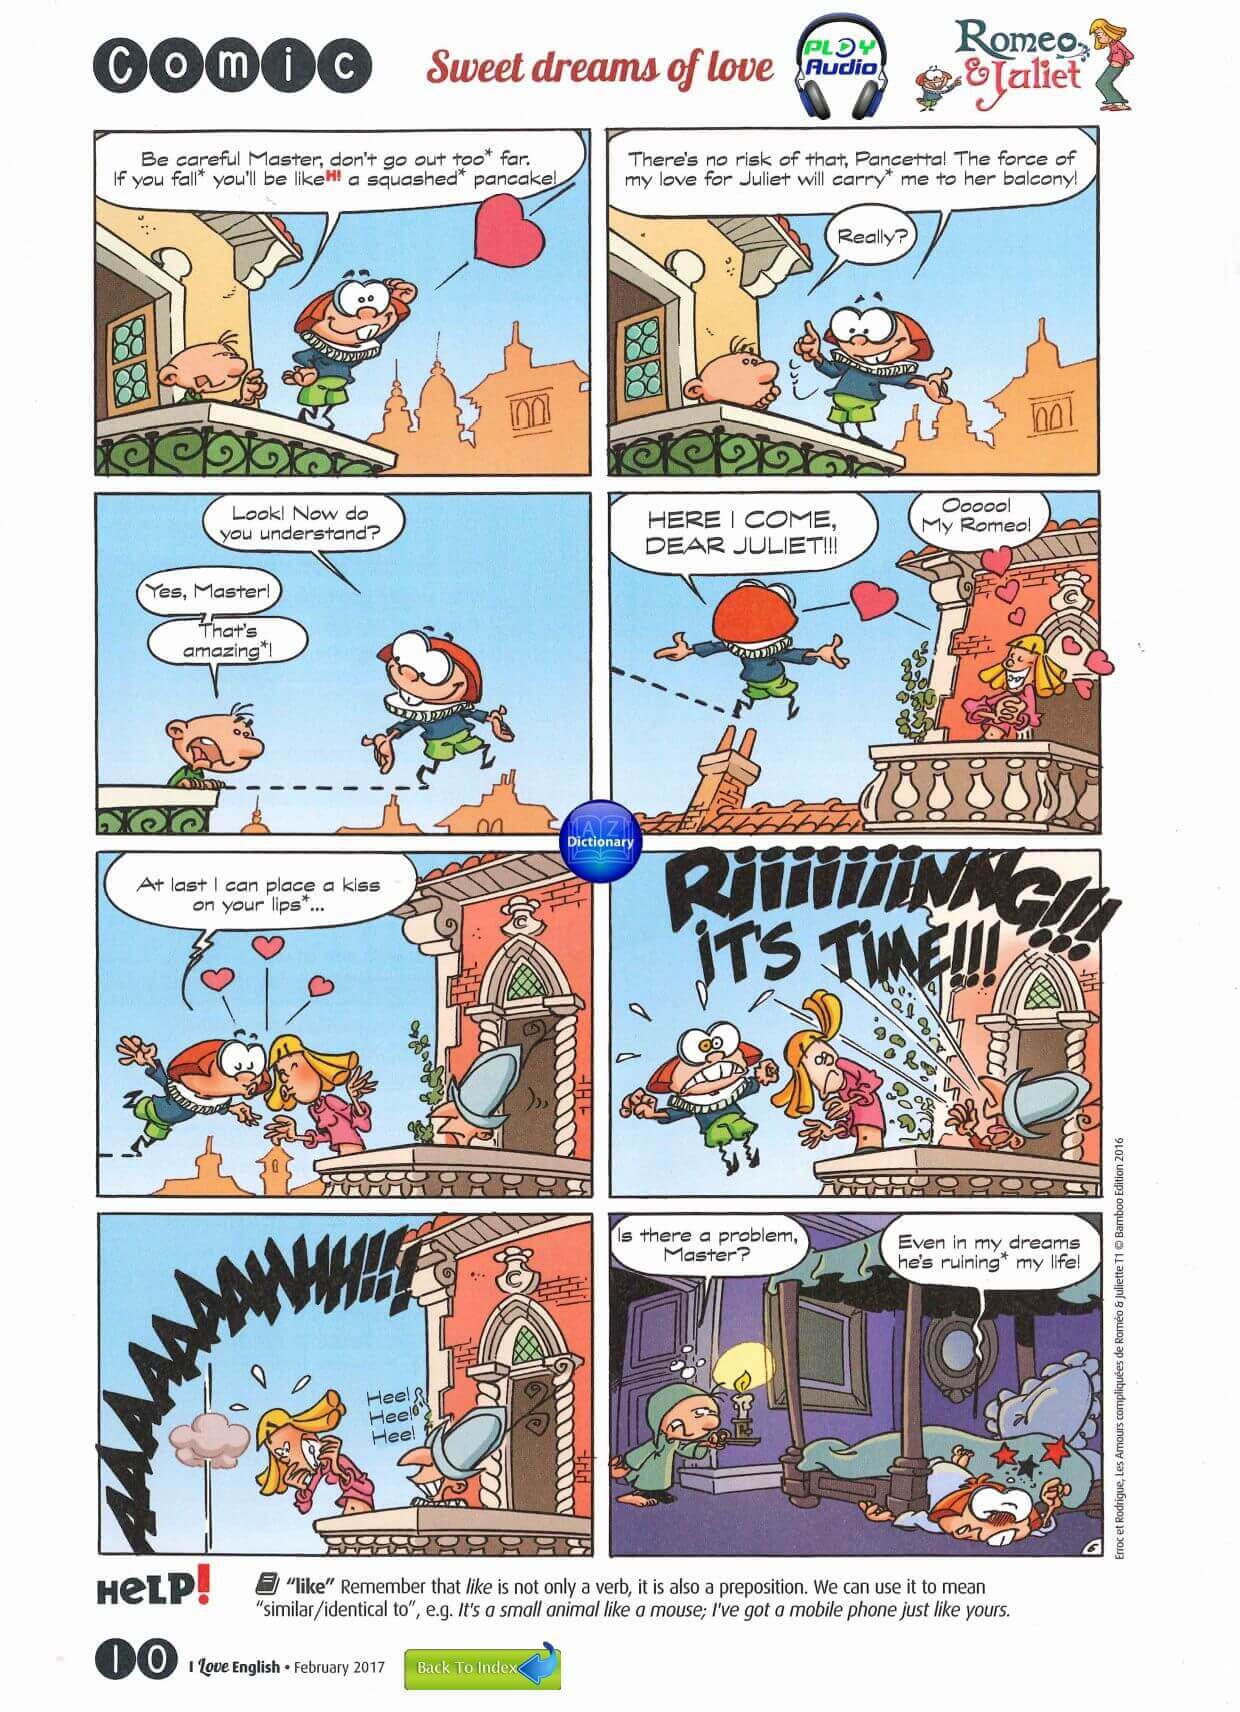 Comic
Sweet dreams of love
PLAY
Audio
Romeo
& Juliet
Be careful Master, don't go out too* far.
If you fall* you'll be likeH! a squashed* pancake!
There's no risk of that, Pancetta! The force of
my love for Juliet will carry* me to her balcony!
Really?
Look! Now do
you understand?
Yes, Master!
That's
amazing*!
HERE I COME,
DEAR JULIET!!!
Ooooo!
My Romeo!
C
AZ
Dictionary
At last I can place a kiss
on your lips*...
C
RiiiiiiiiNNNG!!!
iT'S TiME!!!
AAAAAAAAHHHH!!!
C
Hee!
Hee!
Hee!
Is there a problem,
Master?
Even in my dreams
he's ruining* my life!
6
Erroc et Rodrigue, Les Amours compliquées de Roméo & Juliette T1 © Bamboo Edition 2016
HeLP!
"like" Remember that like is not only a verb, it is also a preposition. We can use it to mean
"similar/identical to", e.g. It's a small animal like a mouse; I've got a mobile phone just like yours.
10 I Love English • February 2017
Back To Index